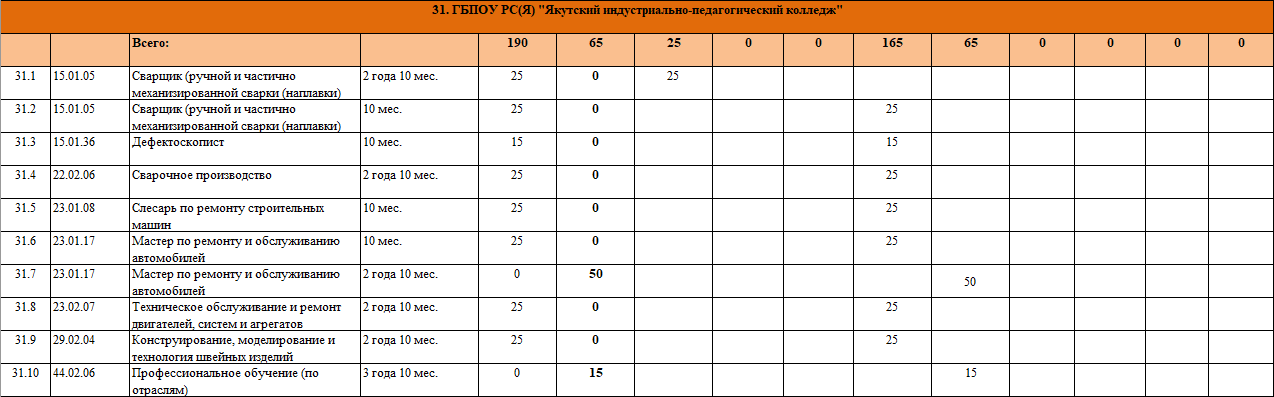 31. ГБПОУ РС(Я) "Якутский индустриально-педагогический колледж"
Всего: 190 65 25 0 0 165 65 0 0 0 0
31.1 15.01.05 Сварщик (ручной и частично 2 года 10 мес. 25 0 25
механизированной сварки (наплавки)
31.2 15.01.05 Сварщик (ручной и частично 10 мес. 25 0 25
механизированной сварки (наплавки)
31.3 15.01.36 Дефектоскопист 10 мес. 15 0 15
31.4 22.02.06 Сварочное производство 2 года 10 мес. 25 0 25
31.5 23.01.08 Слесарь по ремонту строительных 10 мес. 25 0 25
машин
31.6 23.01.17 Мастер по ремонту и обслуживанию 10 мес. 25 0 25
автомобилей
31.7 23.01.17 Мастер по ремонту и обслуживанию 2 года 10 мес. 0 50 50
автомобилей
31.8 23.02.07 Техническое обслуживание и ремонт 2 года 10 мес. 25 0 25
двигателей, систем и агрегатов
31.9 29.02.04 Конструирование, моделирование и 2 года 10 мес. 25 0 25
технология швейных изделий
31.10 44.02.06 Профессиональное обучение (по 3 года 10 мес. 0 15 15
отраслям)